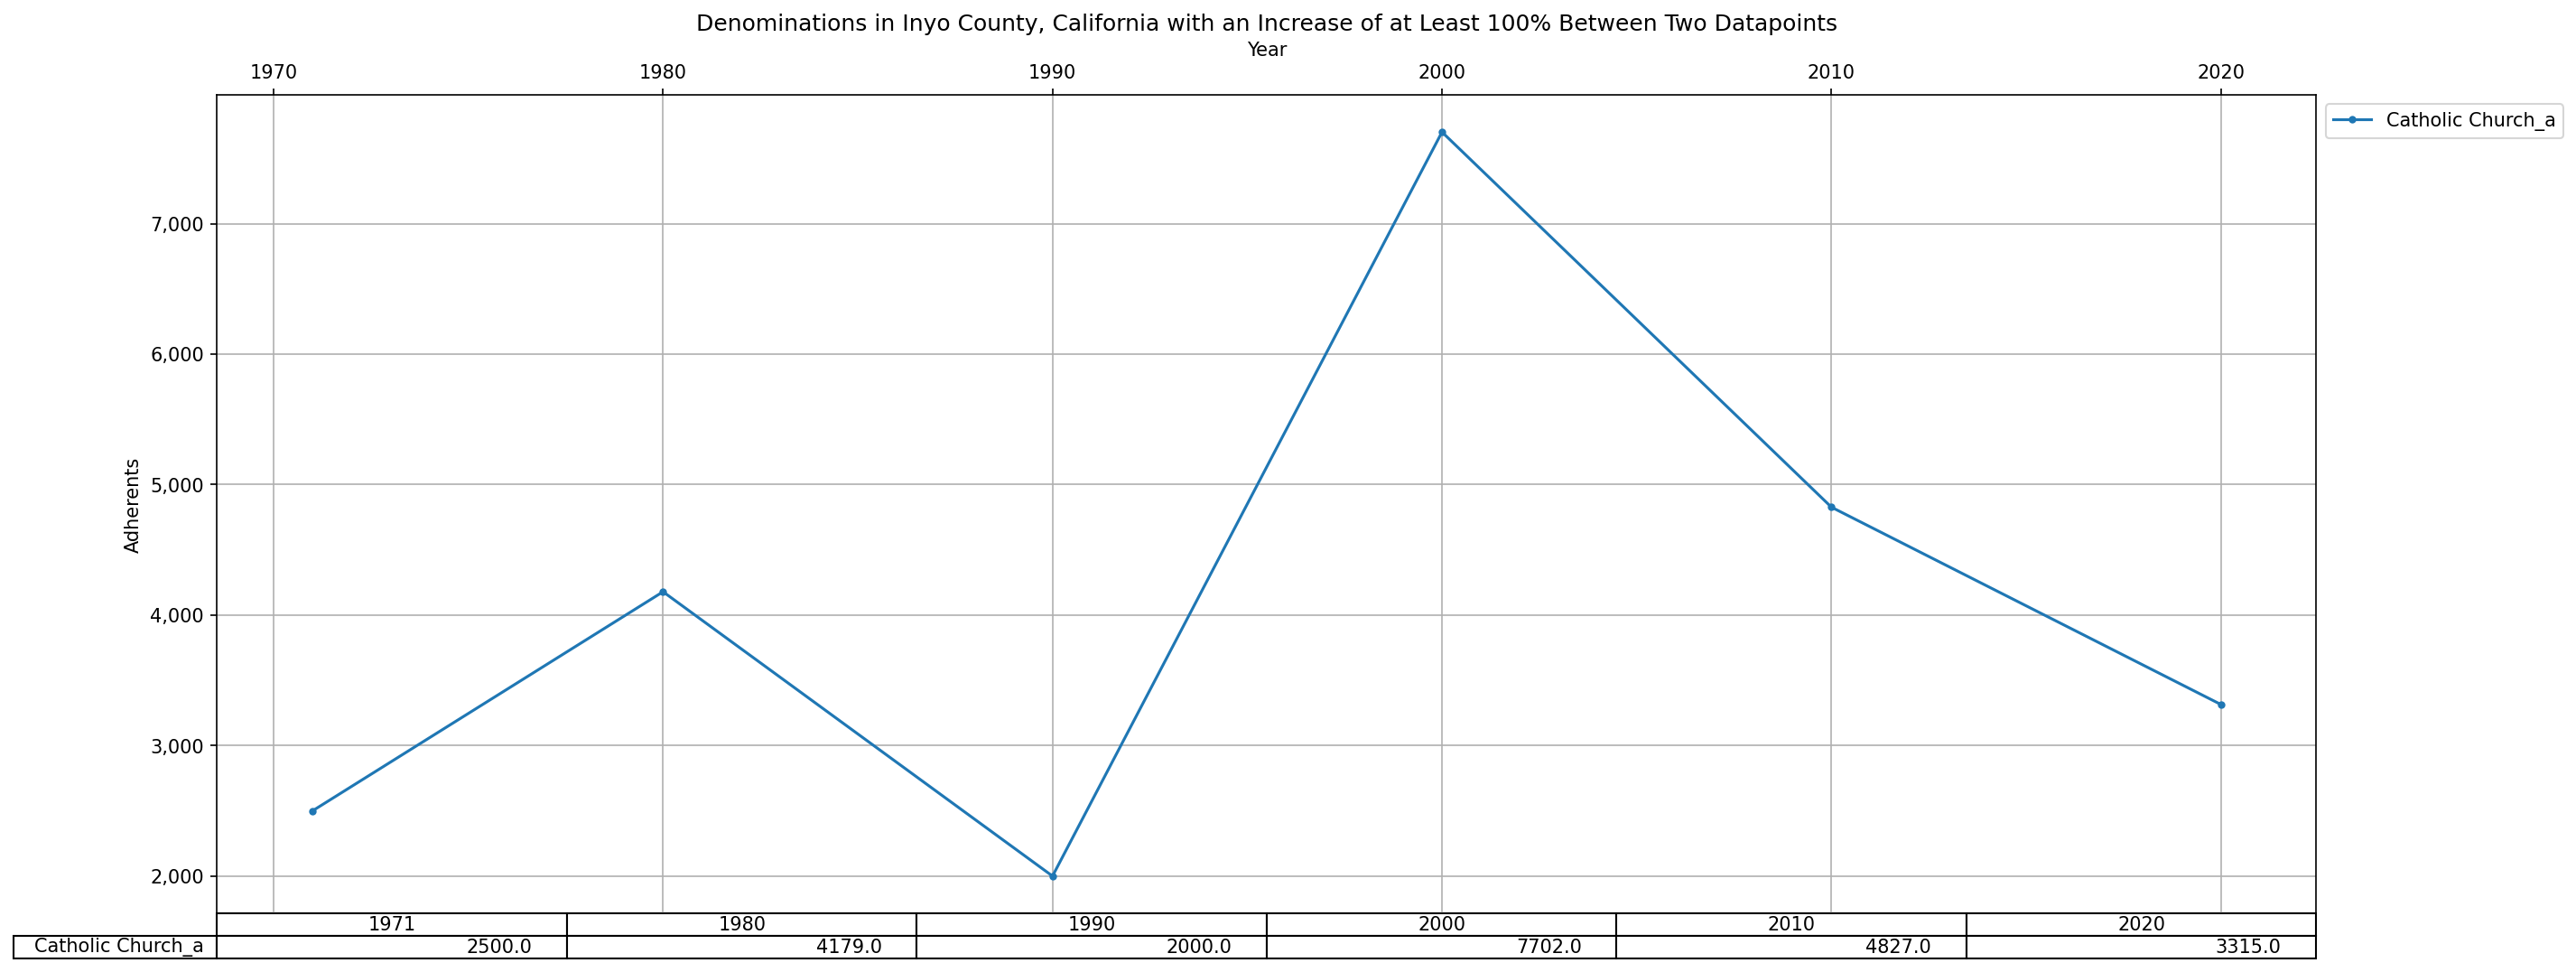 Denominations in Inyo County, California with an Increase of at Least 100% Between Two Datapoints
Year
1970 1980 1990 2000 2010 2020
Catholic Church_a
7,000
6,000
5,000
4,000
3,000
2,000
Adherents
1971 1980 1990 2000 2010 2020
Catholic Church_a 2500.0 4179.0 2000.0 7702.0 4827.0 3315.0